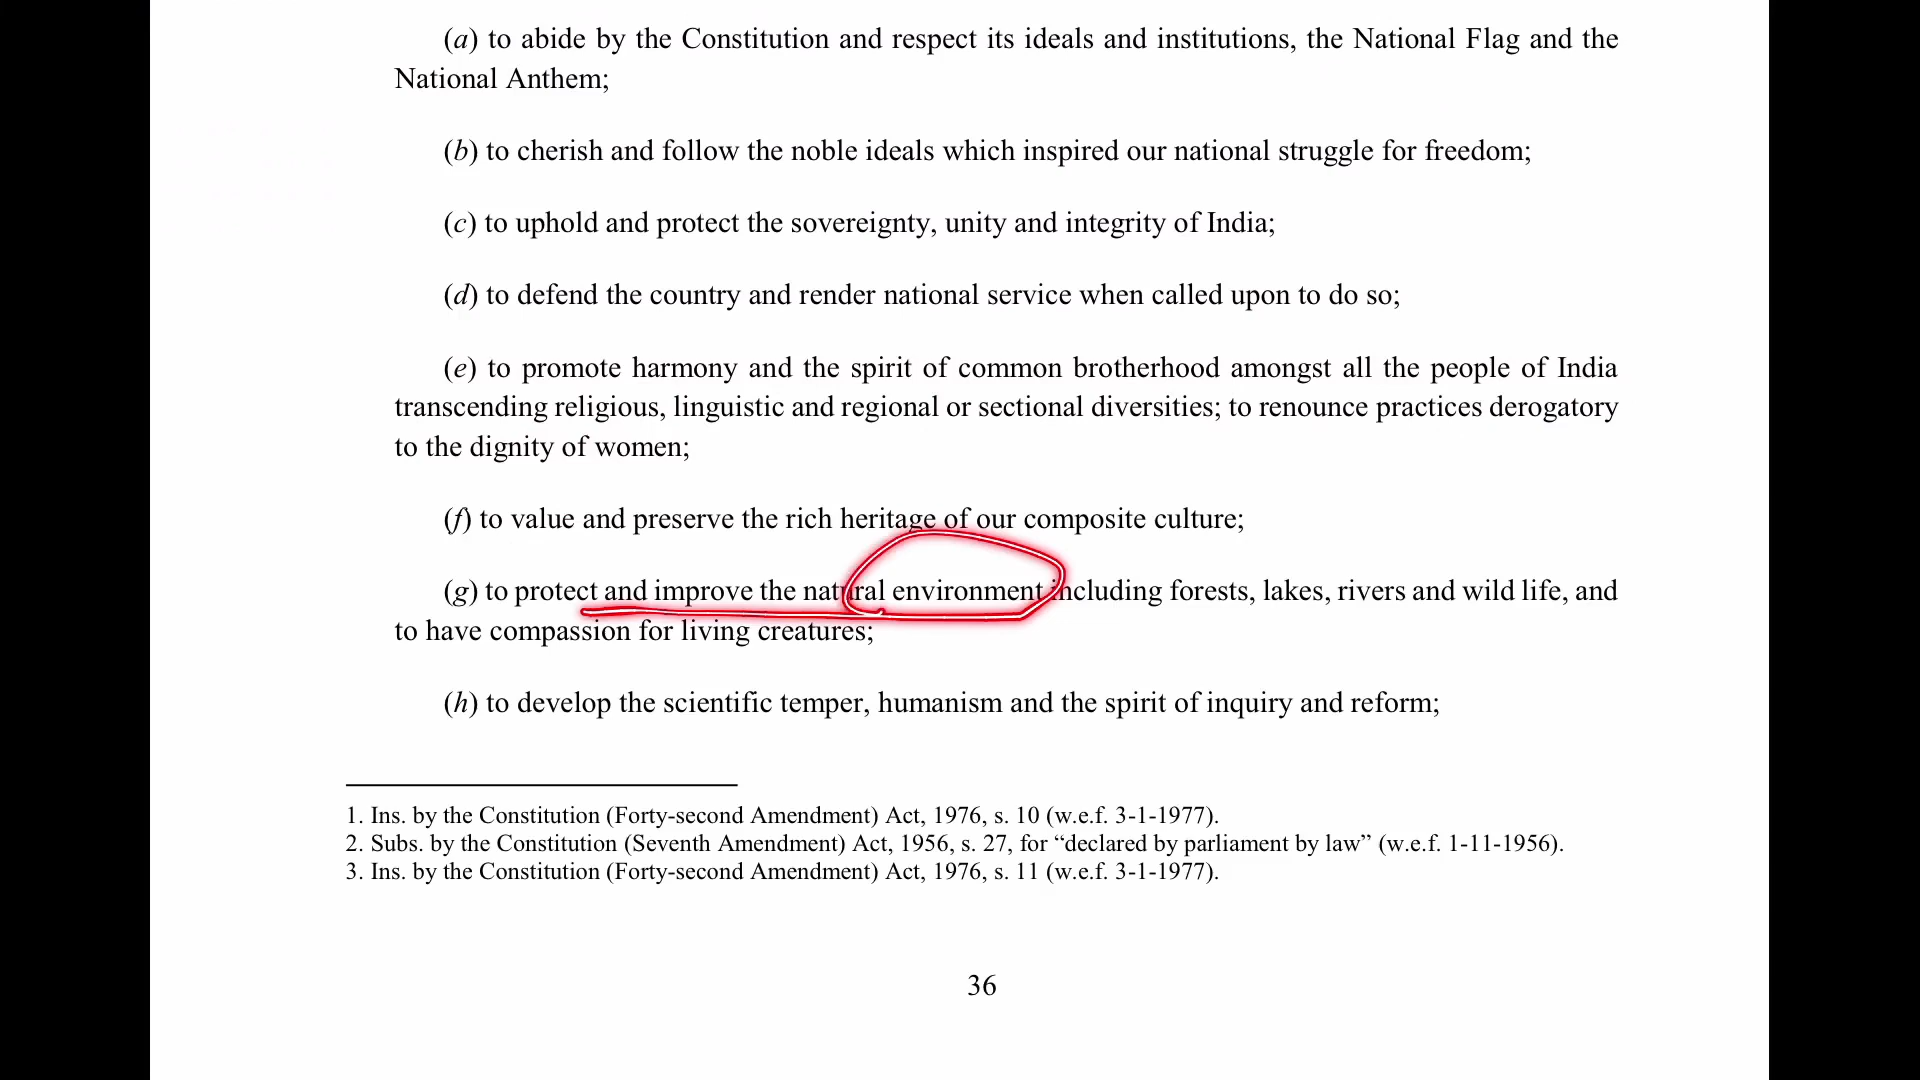 (a) to abide by the Constitution and respect its ideals and institutions, the National Flag and the
National Anthem;
(b) to cherish and follow the noble ideals which inspired our national struggle for freedom;
(c) to uphold and protect the sovereignty, unity and integrity of India;
(d) to defend the country and render national service when called upon to do so;
(e) to promote harmony and the spirit of common brotherhood amongst all the people of India
transcending religious, linguistic and regional or sectional diversities; to renounce practices derogatory
to the dignity of women;
(f) to value and preserve the rich heritage of our composite culture;
(g) to protect and improve the natural environment including forests, lakes, rivers and wild life, and
to have compassion for living creatures;
(h) to develop the scientific temper, humanism and the spirit of inquiry and reform;
1. Ins. by the Constitution (Forty-second Amendment) Act, 1976, s. 10 (w.e.f. 3-1-1977).
2. Subs. by the Constitution (Seventh Amendment) Act, 1956, s. 27, for “declared by parliament by law” (w.e.f. 1-11-1956).
3. Ins. by the Constitution (Forty-second Amendment) Act, 1976, s. 11 (w.e.f. 3-1-1977).
36